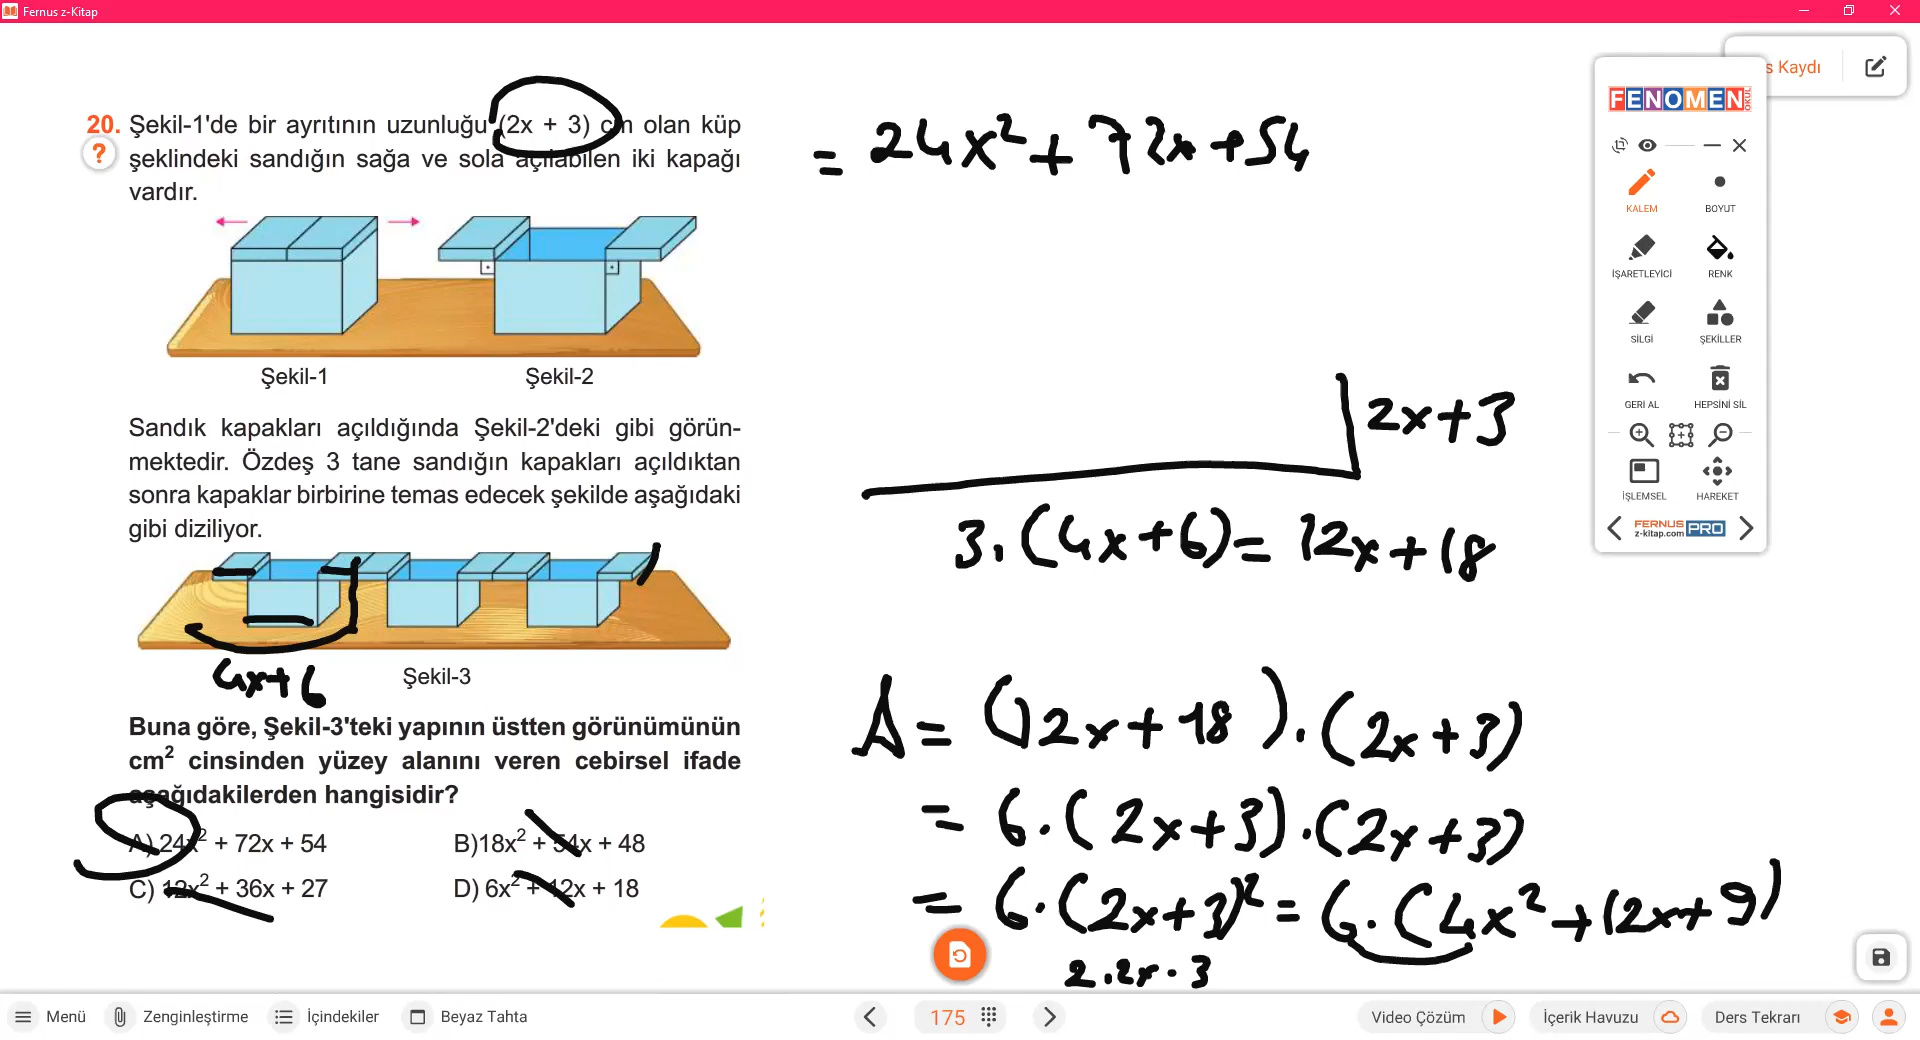 Fernus z-Kitap
20. Şekil-1'de bir ayrıtının uzunluğu (2x + 3) cm olan küp
? şeklindeki sandığın sağa ve sola açılabilen iki kapağı
vardır.
Şekil-1 Şekil-2
Sandık kapakları açıldığında Şekil-2'deki gibi görün-
mektedir. Özdeş 3 tane sandığın kapakları açıldıktan
sonra kapaklar birbirine temas edecek şekilde aşağıdaki
gibi diziliyor.
4x+6
Şekil-3
Buna göre, Şekil-3'teki yapının üstten görünümünün
cm² cinsinden yüzey alanını veren cebirsel ifade
aşağıdakilerden hangisidir?
A) 24x² + 72x + 54 B)18x² + 54x + 48
C) 12x² + 36x + 27 D) 6x² + 12x + 18
= 24x² + 72x + 54
2x+3
3.(4x+6) = 12x+18
A = (12x+18).(2x+3)
= 6.(2x+3).(2x+3)
= 6.(2x+3)² = 6.(4x²+12x+9)
2.2x.3
s Kaydı
FENOMEN OKUL
KALEM BOYUT
İŞARETLEYİCİ RENK
SİLGİ ŞEKİLLER
GERİ AL HEPSİNİ SİL
İŞLEMSEL HAREKET
FERNUS PRO
z-kitap.com
Menü Zenginleştirme İçindekiler Beyaz Tahta 175 Video Çözüm İçerik Havuzu Ders Tekrarı